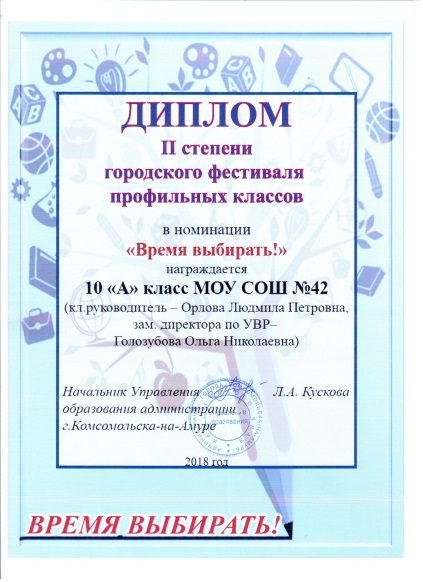 ДИПЛОМ
II степени
городского фестиваля
профильных классов
в номинации
«Время выбирать!»
награждается
10 «А» класс МОУ СОШ №42
(кл.руководитель – Орлова Людмила Петровна,
зам. директора по УВР–
Голозубова Ольга Николаевна)
Начальник Управления Л.А. Кускова
образования администрации
г.Комсомольска-на-Амуре
2018 год
ВРЕМЯ ВЫБИРАТЬ!